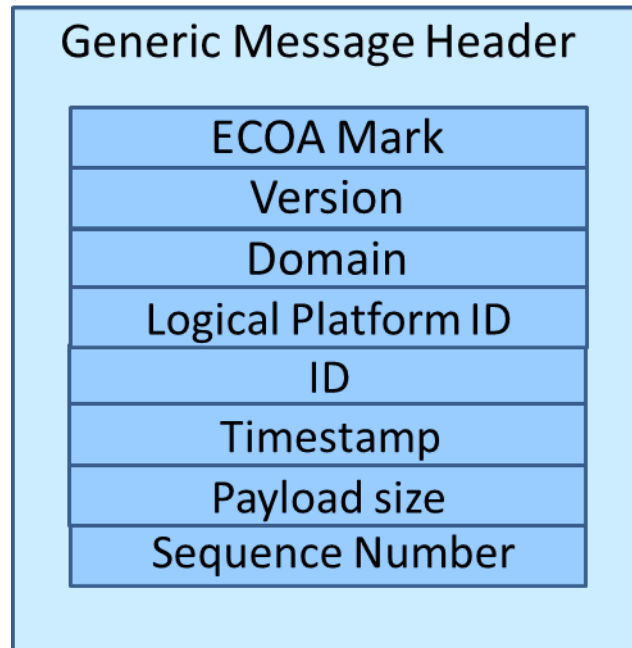 Generic Message Header
ECOA Mark
Version
Domain
Logical Platform ID
ID
Timestamp
Payload size
Sequence Number